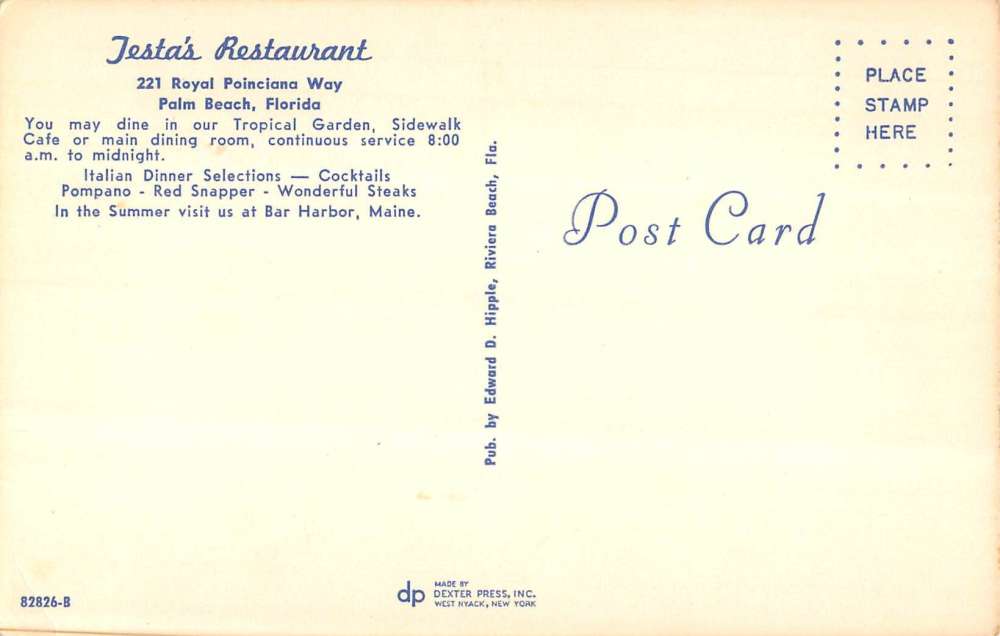 Testa's Restaurant
221 Royal Poinciana Way
Palm Beach, Florida
You may dine in our Tropical Garden, Sidewalk
Cafe or main dining room, continuous service 8:00
a.m. to midnight.
Italian Dinner Selections — Cocktails
Pompano - Red Snapper - Wonderful Steaks
In the Summer visit us at Bar Harbor, Maine.
Pub. by Edward D. Hipple, Riviera Beach, Fla.
PLACE
STAMP
HERE
Post Card
82826-B
dp
MADE BY
DEXTER PRESS, INC.
WEST NYACK, NEW YORK